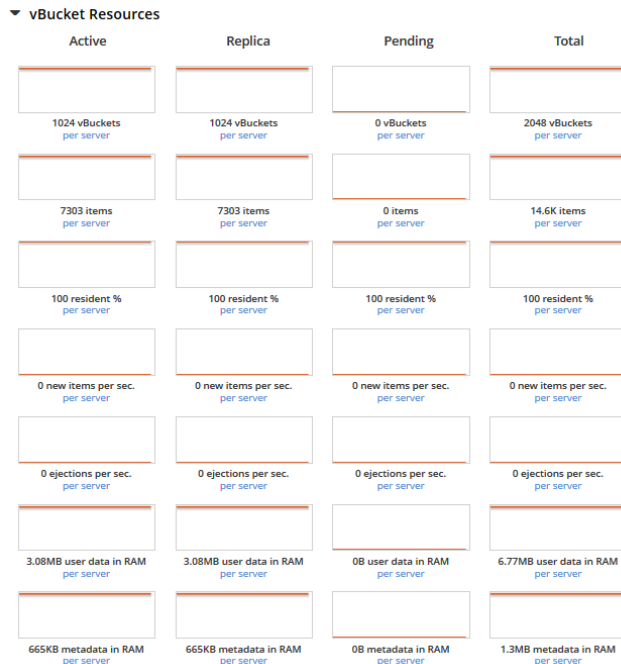 vBucket Resources
Active Replica Pending Total
1024 vBuckets 1024 vBuckets 0 vBuckets 2048 vBuckets
per server per server per server per server
7303 items 7303 items 0 items 14.6K items
per server per server per server per server
100 resident % 100 resident % 100 resident % 100 resident %
per server per server per server per server
0 new items per sec. 0 new items per sec. 0 new items per sec. 0 new items per sec.
per server per server per server per server
0 ejections per sec. 0 ejections per sec. 0 ejections per sec. 0 ejections per sec.
per server per server per server per server
3.08MB user data in RAM 3.08MB user data in RAM 0B user data in RAM 6.77MB user data in RAM
per server per server per server per server
665KB metadata in RAM 665KB metadata in RAM 0B metadata in RAM 1.3MB metadata in RAM
per server per server per server per server